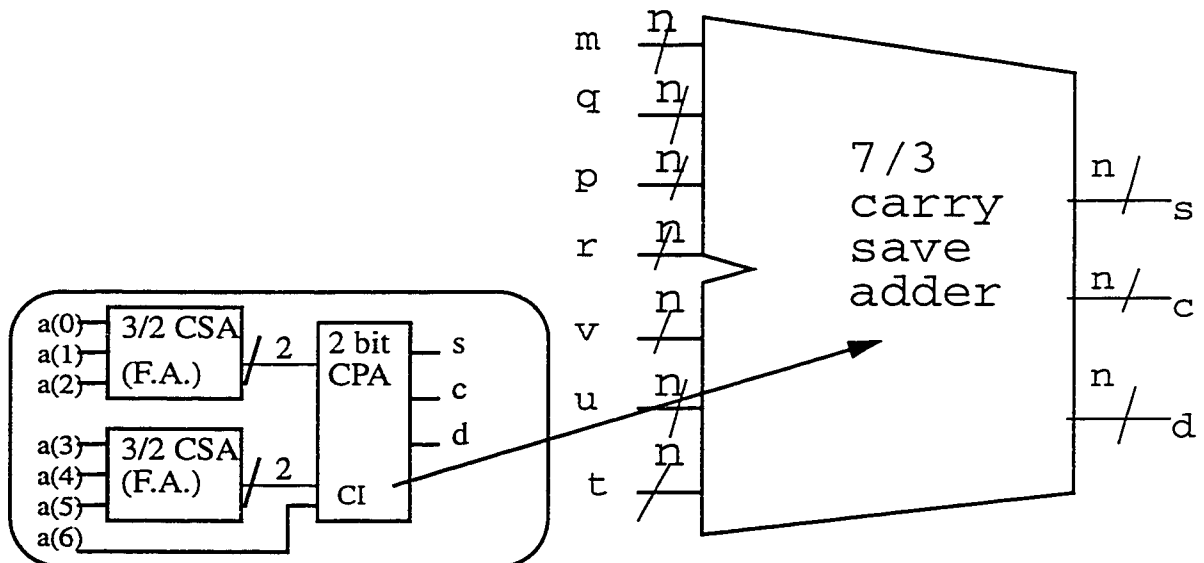 a(0)
a(1)
a(2)
3/2 CSA
(F.A.)
2
a(3)
a(4)
a(5)
a(6)
3/2 CSA
(F.A.)
2
2 bit
CPA
CI
s
c
d
m
n
q
n
p
n
r
n
v
n
u
n
t
n
7/3
carry
save
adder
n
s
n
c
n
d